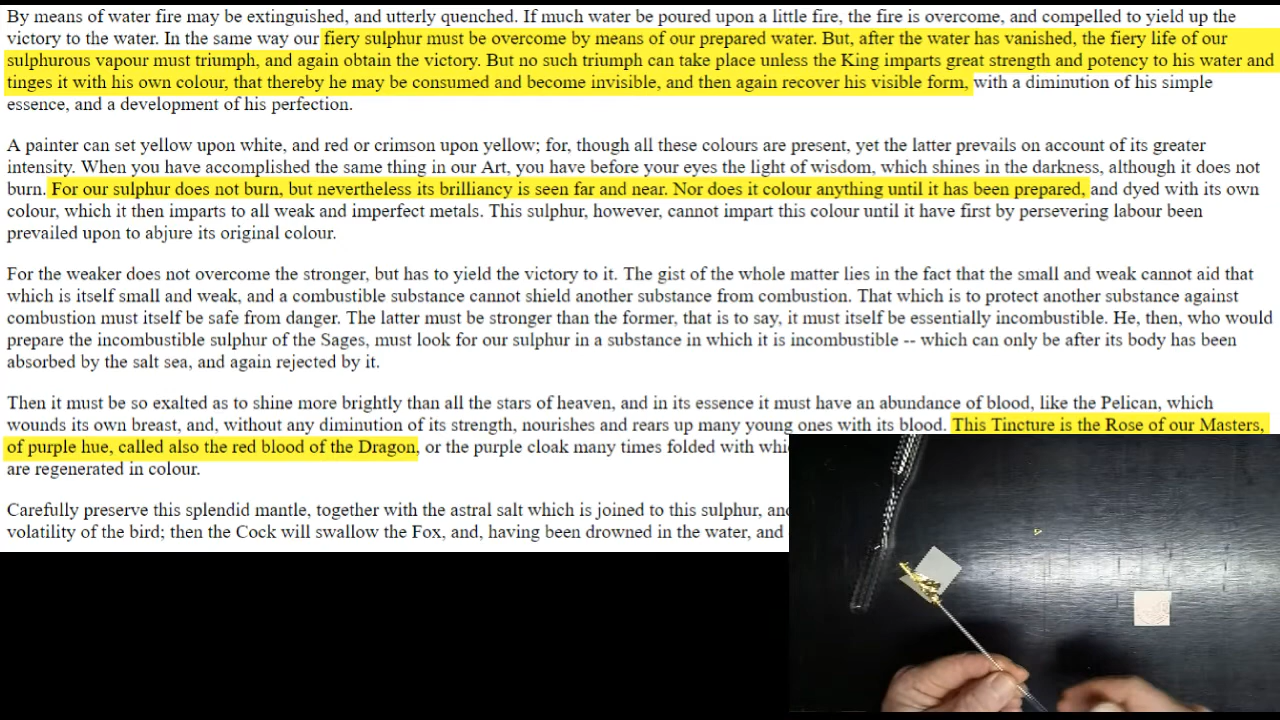 By means of water fire may be extinguished, and utterly quenched. If much water be poured upon a little fire, the fire is overcome, and compelled to yield up the
victory to the water. In the same way our fiery sulphur must be overcome by means of our prepared water. But, after the water has vanished, the fiery life of our
sulphurous vapour must triumph, and again obtain the victory. But no such triumph can take place unless the King imparts great strength and potency to his water and
tinges it with his own colour, that thereby he may be consumed and become invisible, and then again recover his visible form, with a diminution of his simple
essence, and a development of his perfection.
A painter can set yellow upon white, and red or crimson upon yellow; for, though all these colours are present, yet the latter prevails on account of its greater
intensity. When you have accomplished the same thing in our Art, you have before your eyes the light of wisdom, which shines in the darkness, although it does not
burn. For our sulphur does not burn, but nevertheless its brilliancy is seen far and near. Nor does it colour anything until it has been prepared, and dyed with its own
colour, which it then imparts to all weak and imperfect metals. This sulphur, however, cannot impart this colour until it have first by persevering labour been
prevailed upon to abjure its original colour.
For the weaker does not overcome the stronger, but has to yield the victory to it. The gist of the whole matter lies in the fact that the small and weak cannot aid that
which is itself small and weak, and a combustible substance cannot shield another substance from combustion. That which is to protect another substance against
combustion must itself be safe from danger. The latter must be stronger than the former, that is to say, it must itself be essentially incombustible. He, then, who would
prepare the incombustible sulphur of the Sages, must look for our sulphur in a substance in which it is incombustible -- which can only be after its body has been
absorbed by the salt sea, and again rejected by it.
Then it must be so exalted as to shine more brightly than all the stars of heaven, and in its essence it must have an abundance of blood, like the Pelican, which
wounds its own breast, and, without any diminution of its strength, nourishes and rears up many young ones with its blood. This Tincture is the Rose of our Masters,
of purple hue, called also the red blood of the Dragon, or the purple cloak many times folded with
are regenerated in colour.
Carefully preserve this splendid mantle, together with the astral salt which is joined to this sulphur,
volatility of the bird; then the Cock will swallow the Fox, and, having been drowned in the water, and